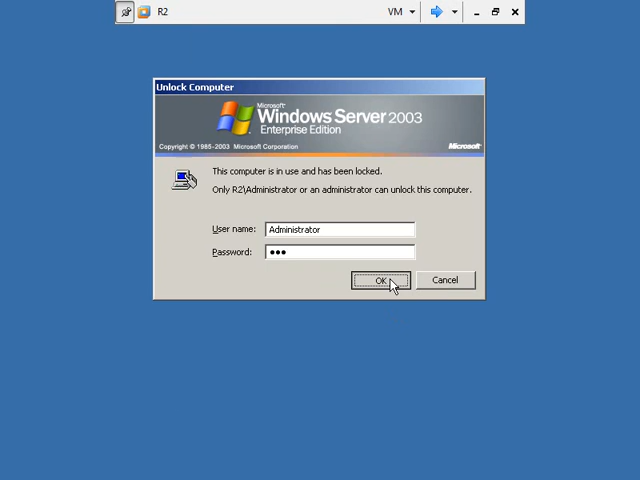 R2 VM
Unlock Computer
Microsoft
Windows Server 2003
Enterprise Edition
Copyright © 1985-2003 Microsoft Corporation Microsoft
This computer is in use and has been locked.
Only R2\Administrator or an administrator can unlock this computer.
User name: Administrator
Password: ●●●
OK Cancel